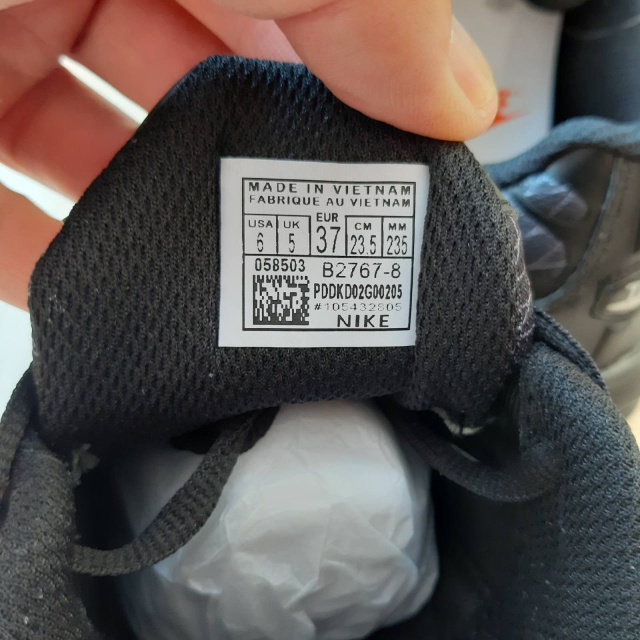 MADE IN VIETNAM
FABRIQUE AU VIETNAM
USA UK EUR CM MM
6 5 37 23.5 235
058503 B2767-8
PDDKD02G00205
#105432605
NIKE